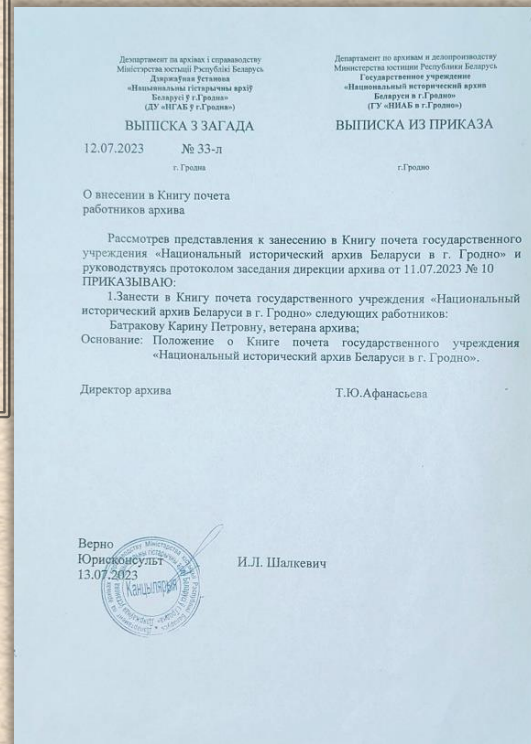 Дэпартамент па архівах і справаводству
Міністэрства юстыцыі Рэспублікі Беларусь
Дзяржаўная ўстанова
«Нацыянальны гістарычны архіў
Беларусі ў г.Гродна»
(ДУ «НГАБ ў г.Гродна»)
ВЫПІСКА З ЗАГАДА
12.07.2023 № 33-л
г. Гродна
Департамент по архивам и делопроизводству
Министерства юстиции Республики Беларусь
Государственное учреждение
«Национальный исторический архив
Беларуси в г.Гродно»
(ГУ «НИАБ в г.Гродно»)
ВЫПИСКА ИЗ ПРИКАЗА
г.Гродно
О внесении в Книгу почета
работников архива
Рассмотрев представления к занесению в Книгу почета государственного
учреждения «Национальный исторический архив Беларуси в г. Гродно» и
руководствуясь протоколом заседания дирекции архива от 11.07.2023 № 10
ПРИКАЗЫВАЮ:
1.Занести в Книгу почета государственного учреждения «Национальный
исторический архив Беларуси в г. Гродно» следующих работников:
Батракову Карину Петровну, ветерана архива;
Основание: Положение о Книге почета государственного учреждения
«Национальный исторический архив Беларуси в г. Гродно».
Директор архива Т.Ю.Афанасьева
Верно
Юрисконсульт И.Л. Шалкевич
13.07.2023
Канцылярыя